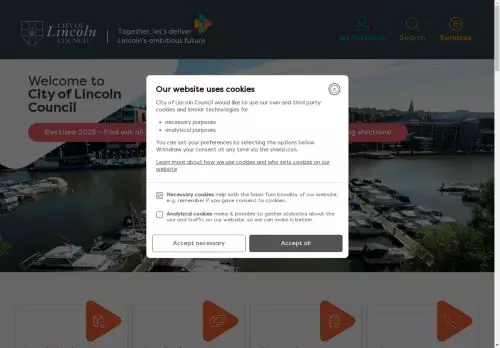 CITY OF
Lincoln
COUNCIL
Together, let's deliver
Lincoln's ambitious future
My Accounts
Search
Services
Welcome to
City of Lincoln
Council
Elections 2025 - Find out all
ing elections!
Our website uses cookies
City of Lincoln Council would like to use our own and third party
cookies and similar technologies for
necessary purposes
analytical purposes
You can set your preferences by selecting the options below.
Withdraw your consent at any time via the shield icon.
Learn more about how we use cookies and who sets cookies on our
website
Necessary cookies help with the basic functionality of our website,
e.g. remember if you gave consent to cookies.
Analytical cookies make it possible to gather statistics about the
use and traffic on our website, so we can make it better.
Accept necessary
Accept all